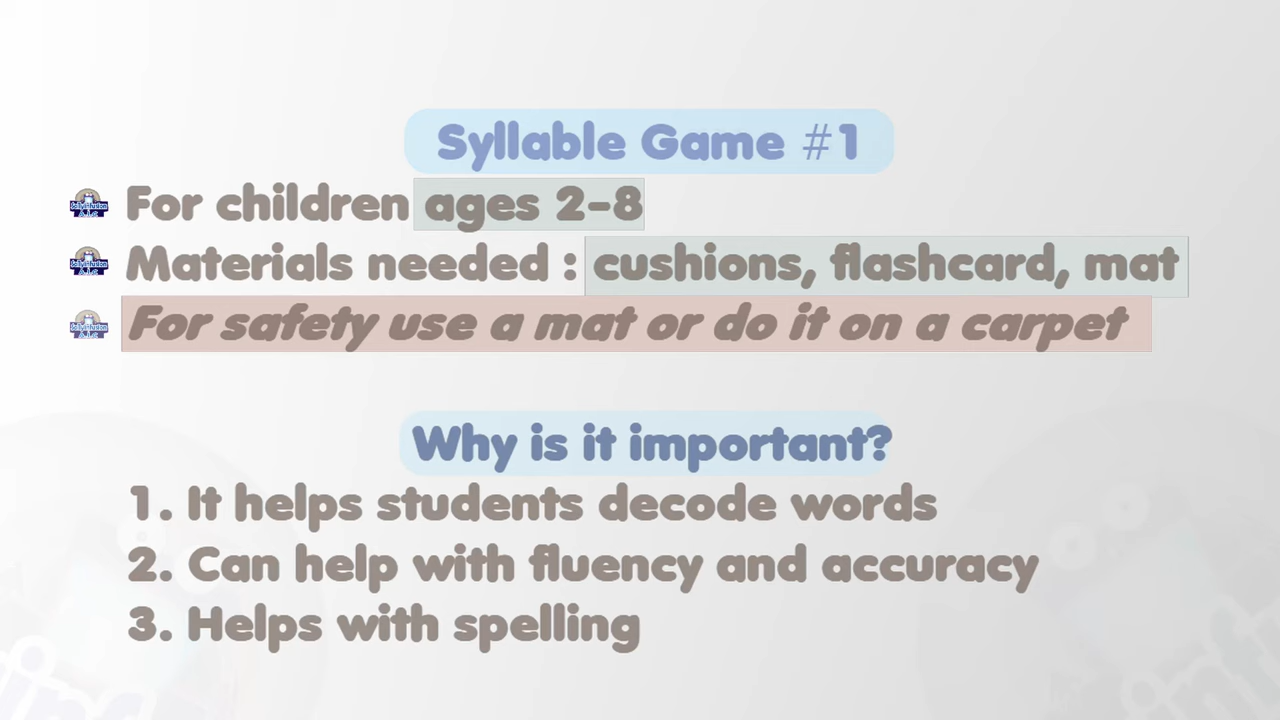 Syllable Game #1
For children ages 2-8
Materials needed : cushions, flashcard, mat
For safety use a mat or do it on a carpet
Why is it important?
1. It helps students decode words
2. Can help with fluency and accuracy
3. Helps with spelling